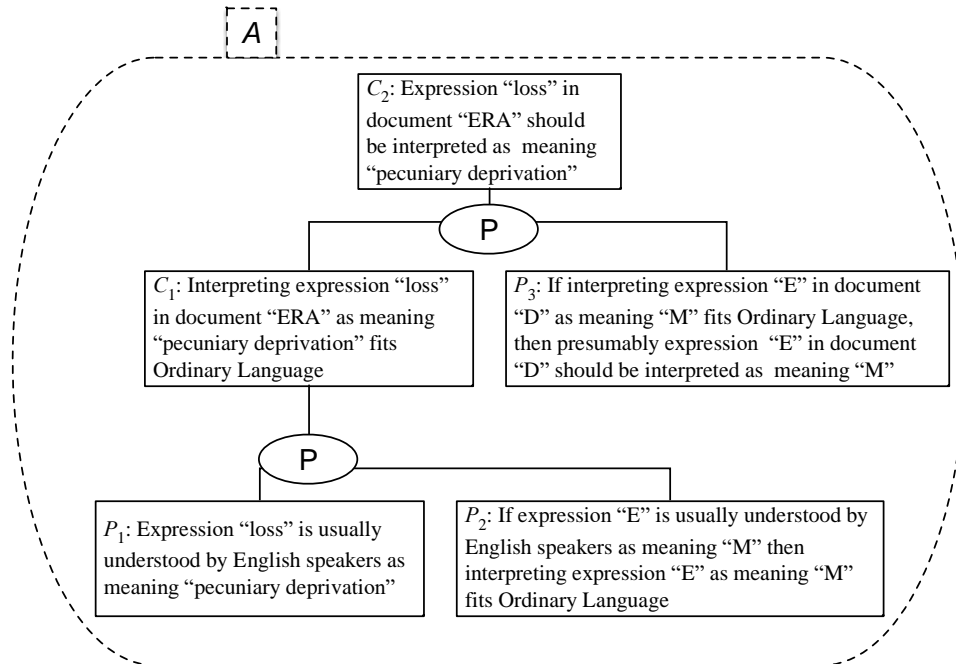 A
C2: Expression “loss” in
document “ERA” should
be interpreted as meaning
“pecuniary deprivation”
P
C1: Interpreting expression “loss”
in document “ERA” as meaning
“pecuniary deprivation” fits
Ordinary Language
P3: If interpreting expression “E” in document
“D” as meaning “M” fits Ordinary Language,
then presumably expression “E” in document
“D” should be interpreted as meaning “M”
P
P1: Expression “loss” is usually
understood by English speakers as
meaning “pecuniary deprivation”
P2: If expression “E” is usually understood by
English speakers as meaning “M” then
interpreting expression “E” as meaning “M”
fits Ordinary Language